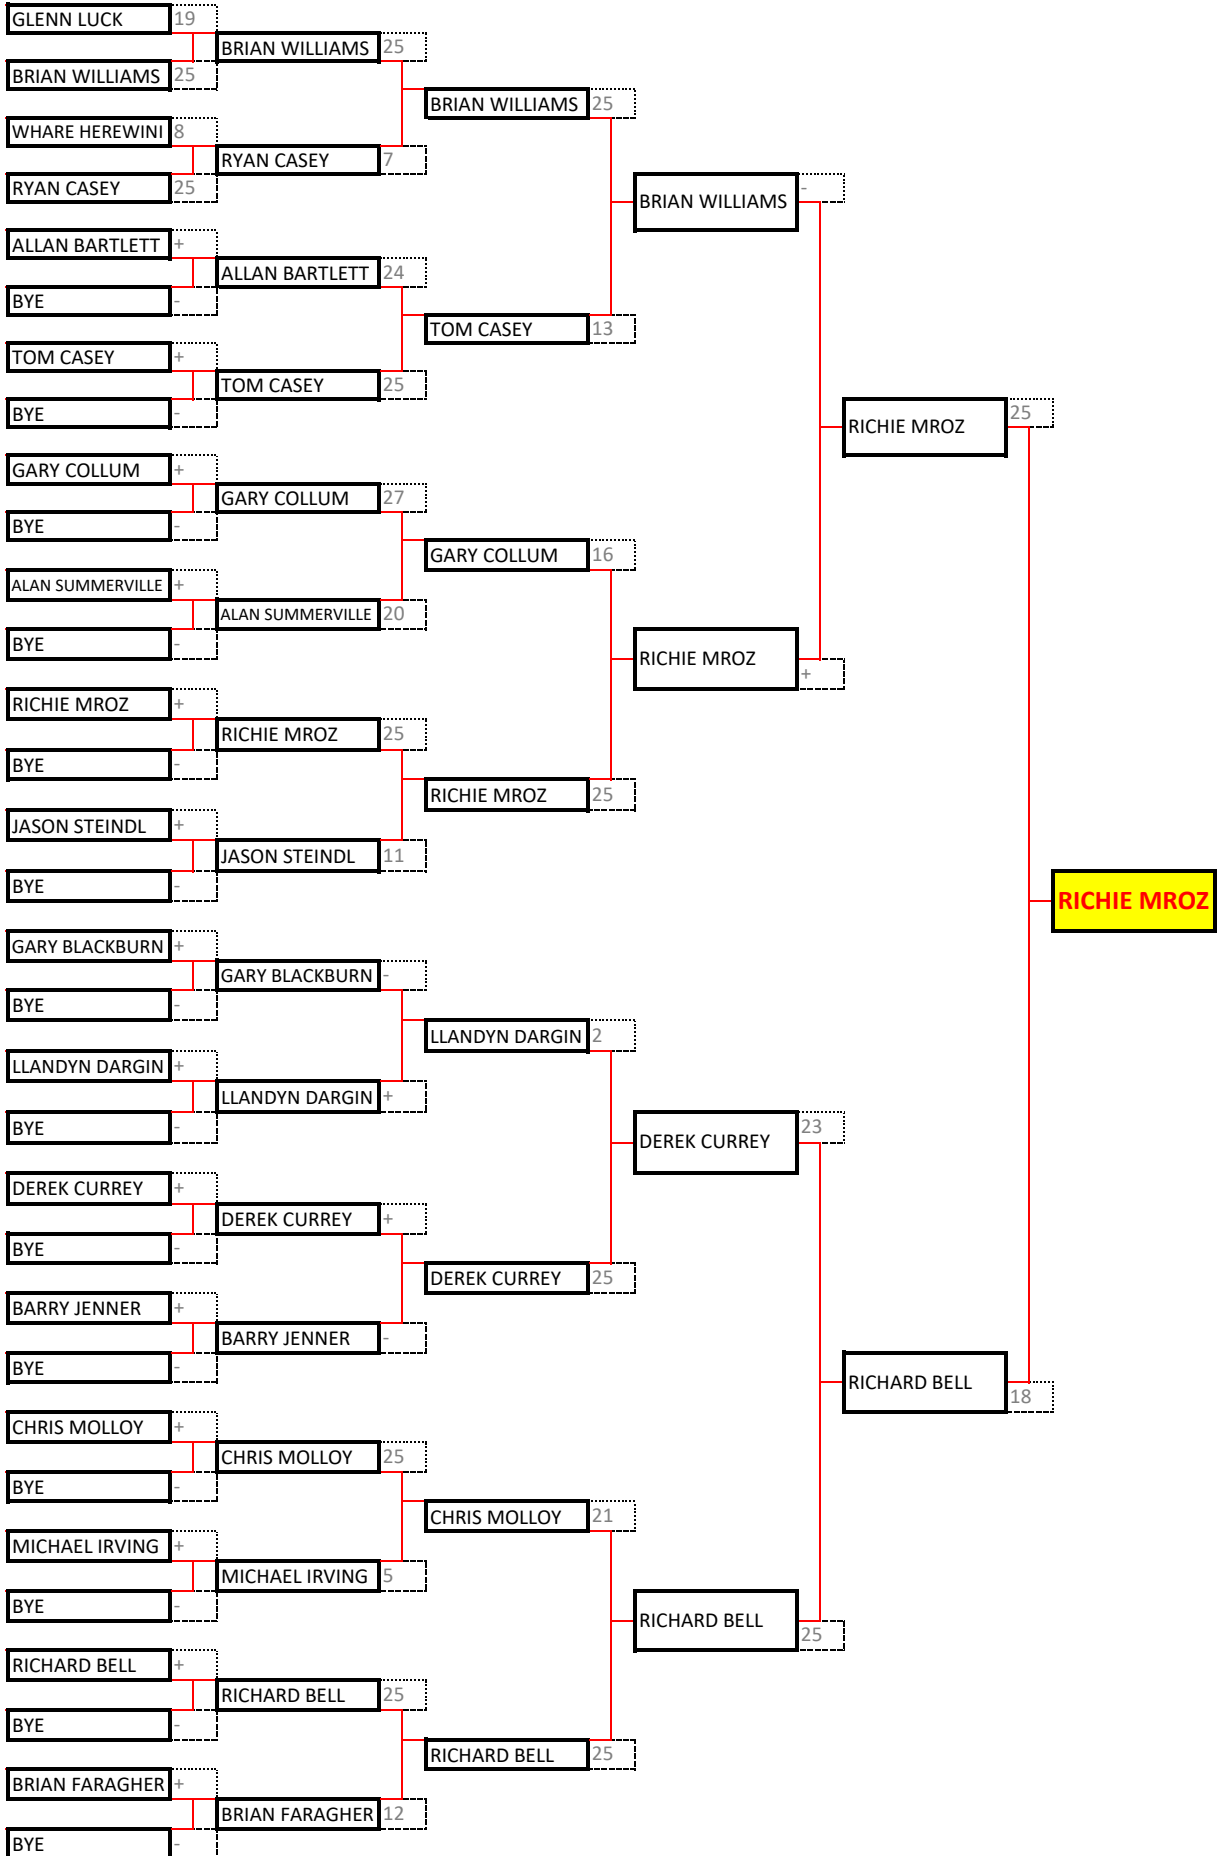 GLENN LUCK 19
BRIAN WILLIAMS 25
BRIAN WILLIAMS 25
BRIAN WILLIAMS 25
WHARE HEREWINI 8
RYAN CASEY 7
RYAN CASEY 25
BRIAN WILLIAMS -
ALLAN BARTLETT +
ALLAN BARTLETT 24
BYE -
TOM CASEY 13
TOM CASEY +
TOM CASEY 25
BYE -
RICHIE MROZ 25
GARY COLLUM +
GARY COLLUM 27
BYE -
GARY COLLUM 16
ALAN SUMMERVILLE +
ALAN SUMMERVILLE 20
BYE -
RICHIE MROZ +
RICHIE MROZ +
RICHIE MROZ 25
BYE -
RICHIE MROZ 25
JASON STEINDL +
JASON STEINDL 11
BYE -
RICHIE MROZ
GARY BLACKBURN +
GARY BLACKBURN -
BYE -
LLANDYN DARGIN 2
LLANDYN DARGIN +
LLANDYN DARGIN +
BYE -
DEREK CURREY 23
DEREK CURREY +
DEREK CURREY +
BYE -
DEREK CURREY 25
BARRY JENNER +
BARRY JENNER -
BYE -
RICHARD BELL 18
CHRIS MOLLOY +
CHRIS MOLLOY 25
BYE -
CHRIS MOLLOY 21
MICHAEL IRVING +
MICHAEL IRVING 5
BYE -
RICHARD BELL 25
RICHARD BELL +
RICHARD BELL 25
BYE -
RICHARD BELL 25
BRIAN FARAGHER +
BRIAN FARAGHER 12
BYE -